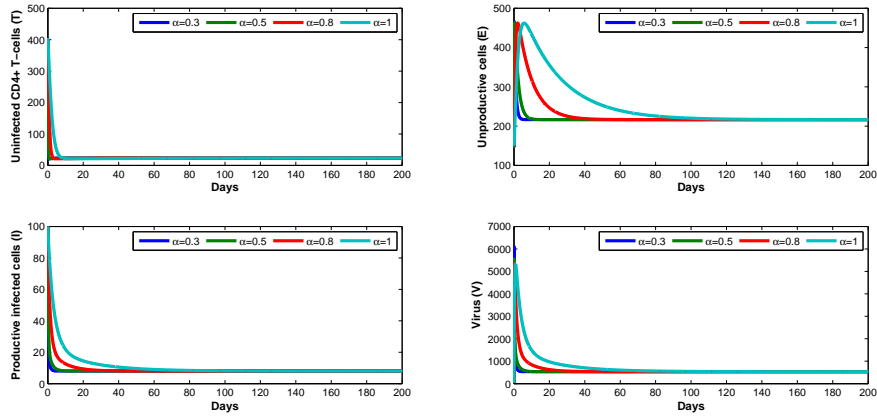 500
400
300
200
100
0
Uninfected CD4+ T-cells (T)
α=0.3 α=0.5 α=0.8 α=1
0 20 40 60 80 100 120 140 160 180 200
Days
500
400
300
200
100
Unproductive cells (E)
α=0.3 α=0.5 α=0.8 α=1
0 20 40 60 80 100 120 140 160 180 200
Days
100
80
60
40
20
0
Productive infected cells (I)
α=0.3 α=0.5 α=0.8 α=1
0 20 40 60 80 100 120 140 160 180 200
Days
7000
6000
5000
4000
3000
2000
1000
0
Virus (V)
α=0.3 α=0.5 α=0.8 α=1
0 20 40 60 80 100 120 140 160 180 200
Days